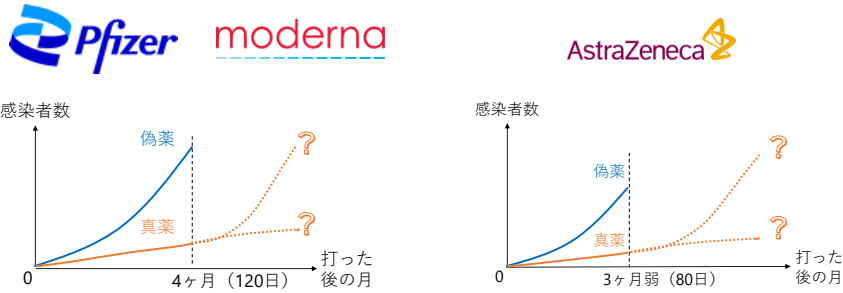 Pfizer
moderna
感染者数
偽薬
真薬
?
?
0
4ヶ月（120日）
打った
後の月
AstraZeneca
感染者数
偽薬
真薬
?
?
0
3ヶ月弱（80日）
打った
後の月